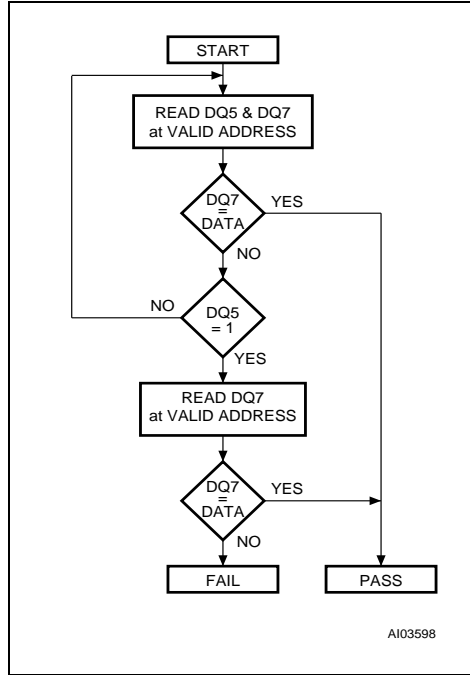 START
READ DQ5 & DQ7
at VALID ADDRESS
DQ7
=
DATA
YES
NO
DQ5
= 1
NO
YES
READ DQ7
at VALID ADDRESS
DQ7
=
DATA
YES
NO
FAIL
PASS
AI03598